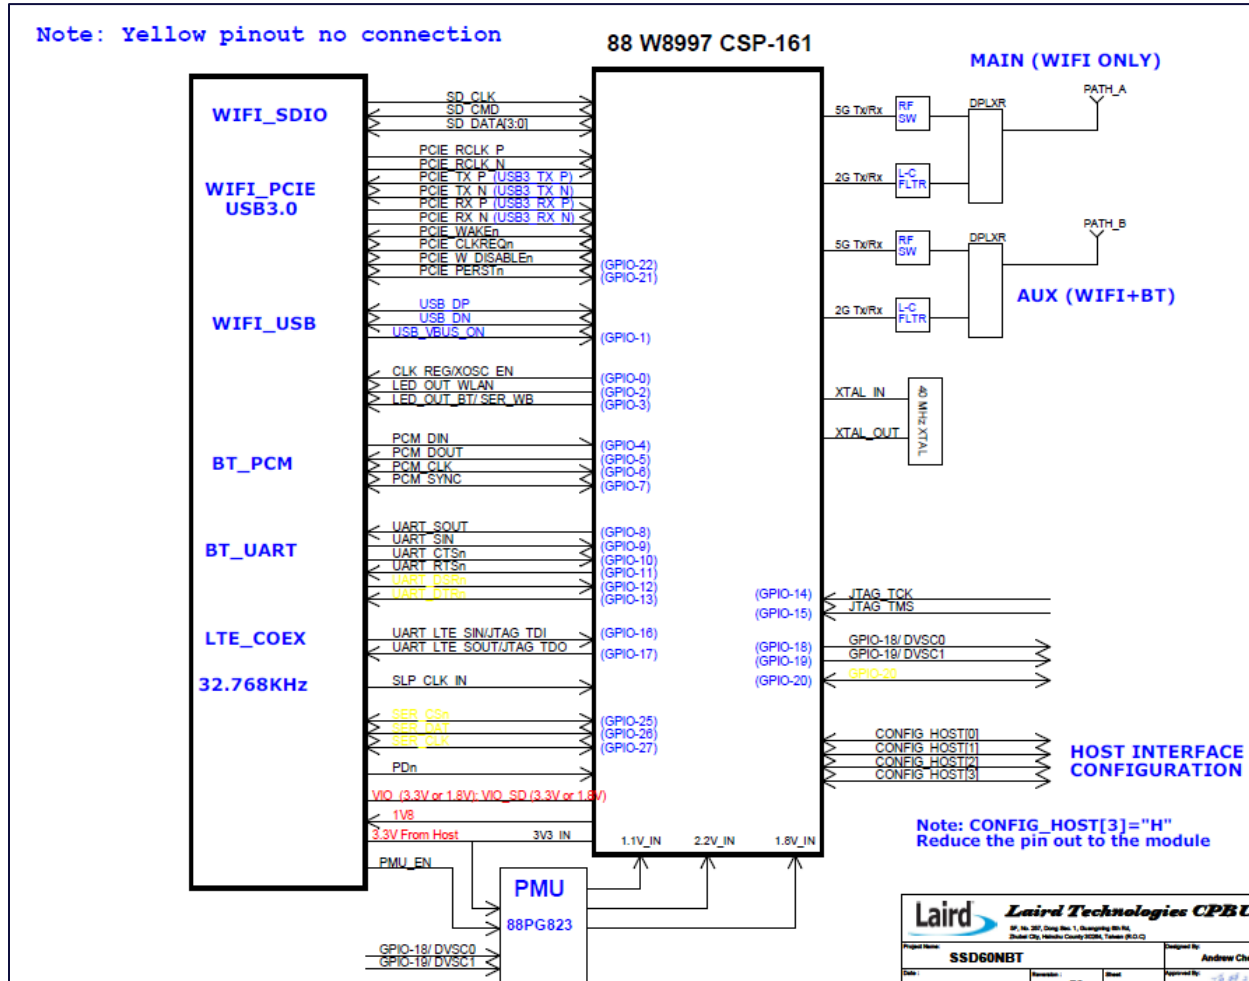 Note: Yellow pinout no connection
88 W8997 CSP-161
MAIN (WIFI ONLY)
WIFI_SDIO
SD_CLK
SD_CMD
SD_DATA[3:0]
WIFI_PCIE
USB3.0
PCIE_RCLK_P
PCIE_RCLK_N
PCIE_TX_P (USB3_TX_P)
PCIE_TX_N (USB3_TX_N)
PCIE_RX_P (USB3_RX_P)
PCIE_RX_N (USB3_RX_N)
PCIE_WAKEn
PCIE_CLKREQn
PCIE_W_DISABLEn
PCIE_PERSTn
(GPIO-22)
(GPIO-21)
WIFI_USB
USB_DP
USB_DN
USB_VBUS_ON
(GPIO-1)
CLK_REG/XOSC_EN
LED_OUT_WLAN
LED_OUT_BT/ SER_WB
(GPIO-0)
(GPIO-2)
(GPIO-3)
BT_PCM
PCM_DIN
PCM_DOUT
PCM_CLK
PCM_SYNC
(GPIO-4)
(GPIO-5)
(GPIO-6)
(GPIO-7)
BT_UART
UART_SOUT
UART_SIN
UART_CTSn
UART_RTSn
UART_DSRn
UART_DTRn
(GPIO-8)
(GPIO-9)
(GPIO-10)
(GPIO-11)
(GPIO-12)
(GPIO-13)
LTE_COEX
UART_LTE_SIN/JTAG_TDI
UART_LTE_SOUT/JTAG_TDO
(GPIO-16)
(GPIO-17)
32.768KHz
SLP_CLK_IN
SER_CSn
SER_DAT
SER_CLK
(GPIO-25)
(GPIO-26)
(GPIO-27)
PDn
VIO (3.3V or 1.8V); VIO_SD (3.3V or 1.8V)
1V8
3.3V From Host
3V3_IN
PMU_EN
1.1V_IN
2.2V_IN
1.8V_IN
PMU
88PG823
GPIO-18/ DVSC0
GPIO-19/ DVSC1
5G Tx/Rx
RF
SW
DPLXR
PATH_A
2G Tx/Rx
L-C
FLTR
5G Tx/Rx
RF
SW
DPLXR
PATH_B
AUX (WIFI+BT)
2G Tx/Rx
L-C
FLTR
XTAL_IN
XTAL_OUT
40 MHz XTAL
(GPIO-14)
(GPIO-15)
JTAG_TCK
JTAG_TMS
(GPIO-18)
(GPIO-19)
(GPIO-20)
GPIO-18/ DVSC0
GPIO-19/ DVSC1
GPIO-20
CONFIG_HOST[0]
CONFIG_HOST[1]
CONFIG_HOST[2]
CONFIG_HOST[3]
HOST INTERFACE
CONFIGURATION
Note: CONFIG_HOST[3]="H"
Reduce the pin out to the module
Laird
Laird Technologies CPBU
Project Name:
SSD60NBT
Designed By:
Andrew Che
Date :
Sheet
Approved By: